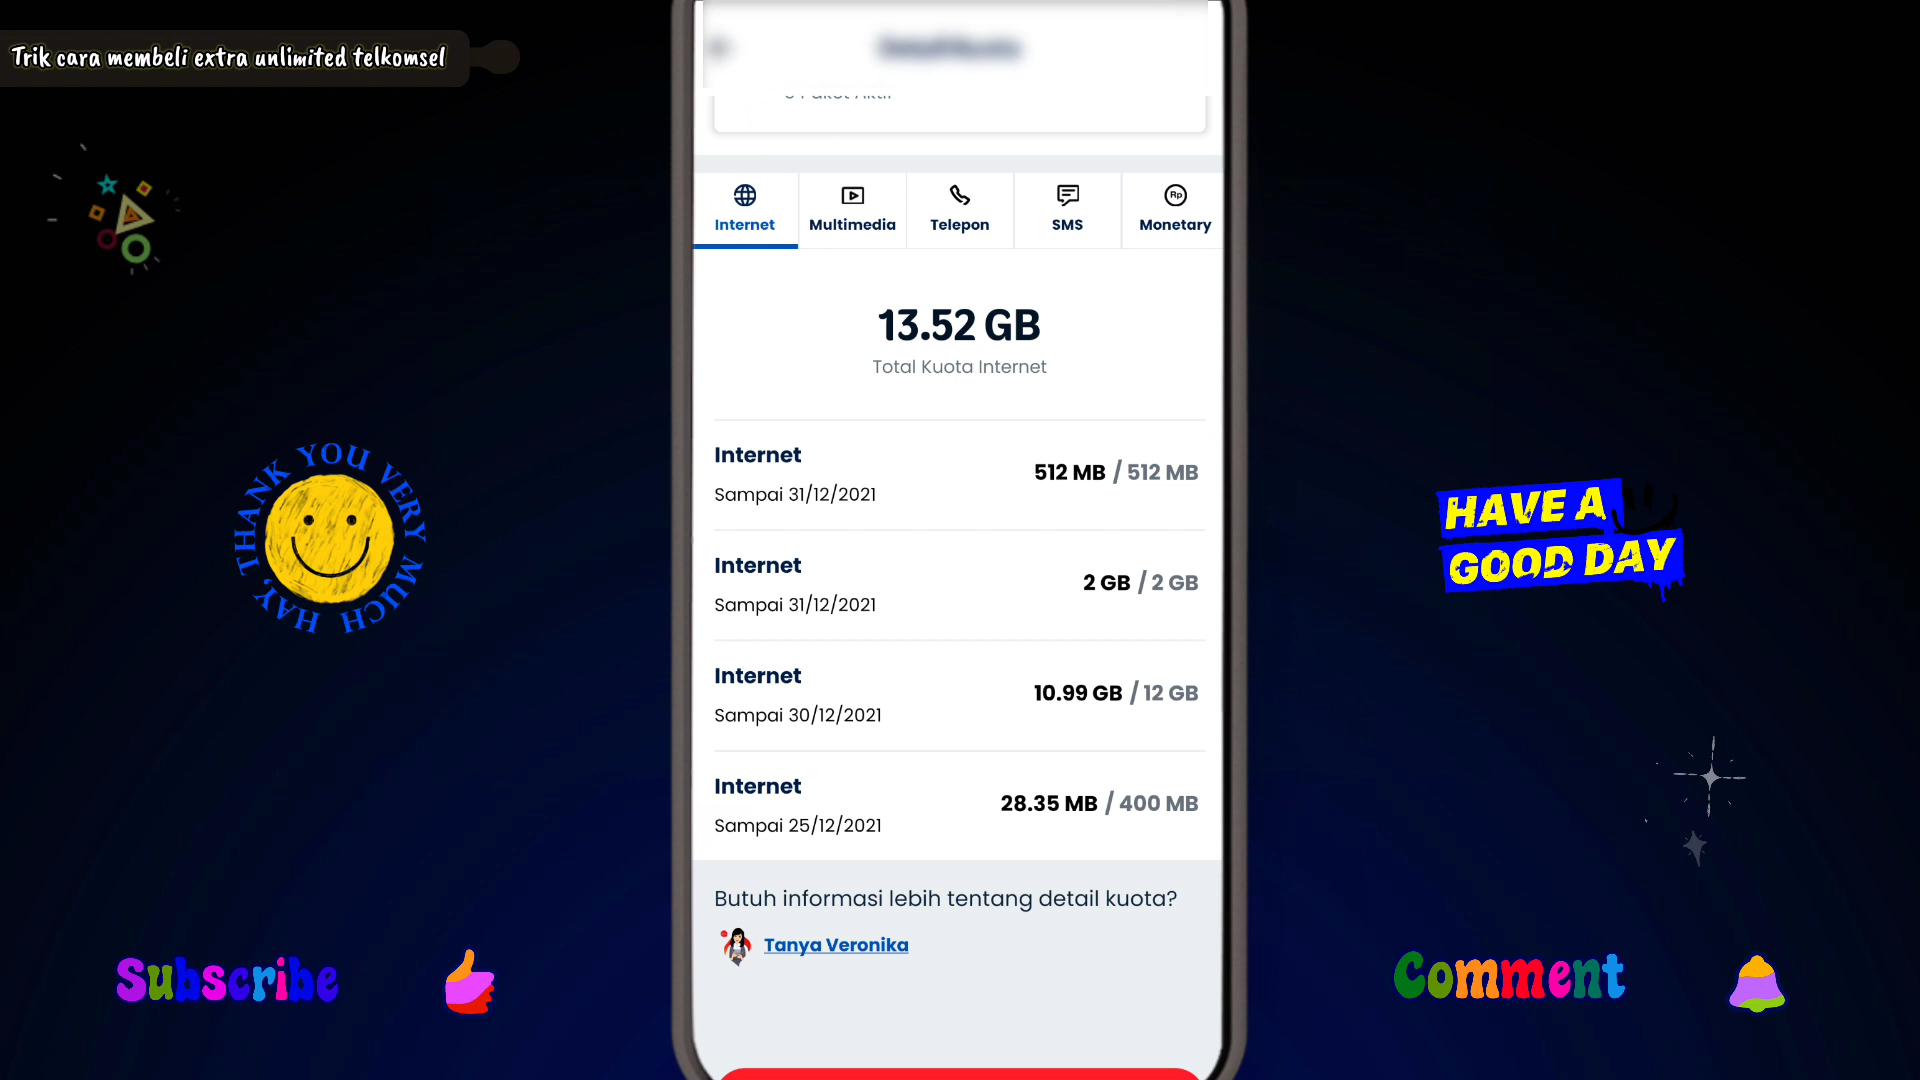 Trik cara membeli extra unlimited telkomsel
Internet
Multimedia
Telepon
SMS
Rp
Monetary
13.52 GB
Total Kuota Internet
Internet
512 MB / 512 MB
Sampai 31/12/2021
Internet
2 GB / 2 GB
Sampai 31/12/2021
Internet
10.99 GB / 12 GB
Sampai 30/12/2021
Internet
28.35 MB / 400 MB
Sampai 25/12/2021
Butuh informasi lebih tentang detail kuota?
Tanya Veronika
HAY, THANK YOU VERY MUCH
HAVE A
GOOD DAY
Subscribe
Comment